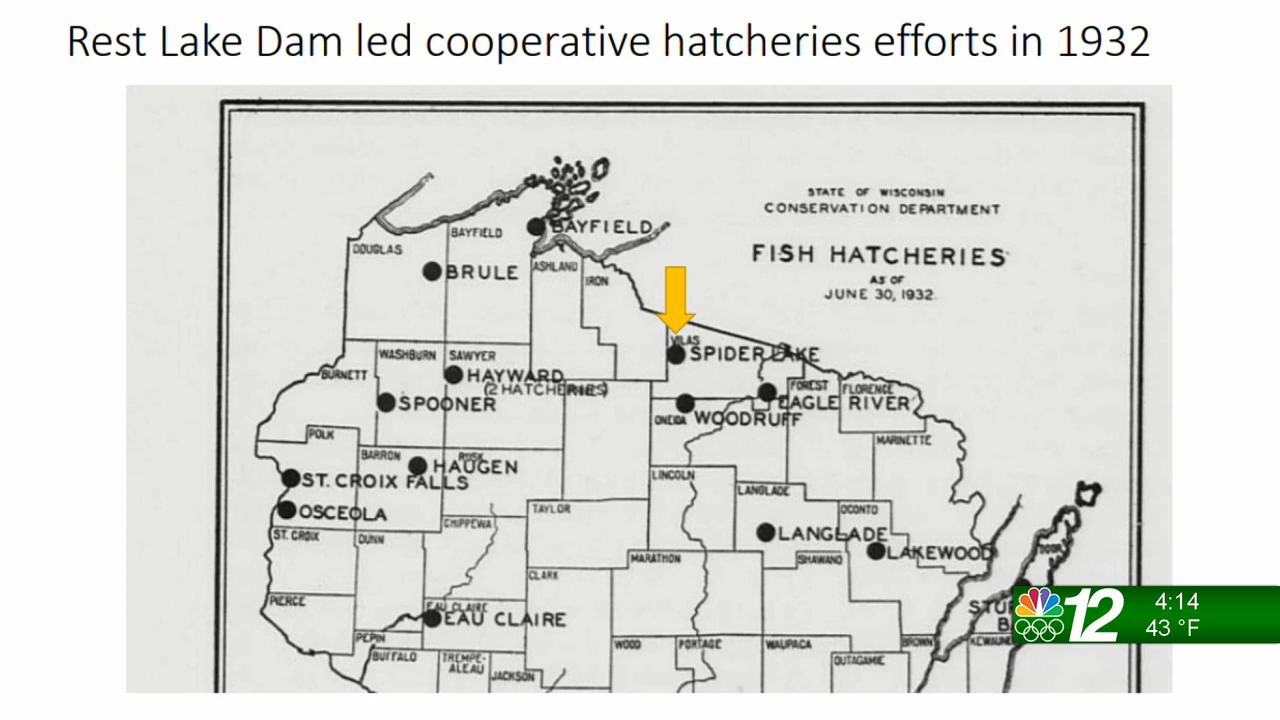 Rest Lake Dam led cooperative hatcheries efforts in 1932
STATE OF WISCONSIN
CONSERVATION DEPARTMENT
FISH HATCHERIES
AS OF
JUNE 30, 1932.
BAYFIELD
BAYFIELD
DOUGLAS
BRULE
ASHLAND
IRON
VILAS
SPIDER LAKE
WASHBURN
SAWYER
BURNETT
HAYWARD
(2 HATCHERIES)
SPOONER
FOREST
FLORENCE
EAGLE RIVER
ONEIDA
WOODRUFF
POLK
MARINETTE
BARRON
RUSK
HAUGEN
ST. CROIX FALLS
LINCOLN
LANGLADE
OSCEOLA
TAYLOR
OCONTO
CHIPPEWA
ST. CROIX
DUNN
LANGLADE
LAKEWOOD
DOOR
MARATHON
SHAWANO
CLARK
PIERCE
EAU CLAIRE
EAU CLAIRE
STU
B
12
4:14
43 °F
PEPIN
WOOD
PORTAGE
WAUPACA
BROWN
KEWAUNE
BUFFALO
TREMPE-
ALEAU
JACKSON
OUTAGAMIE